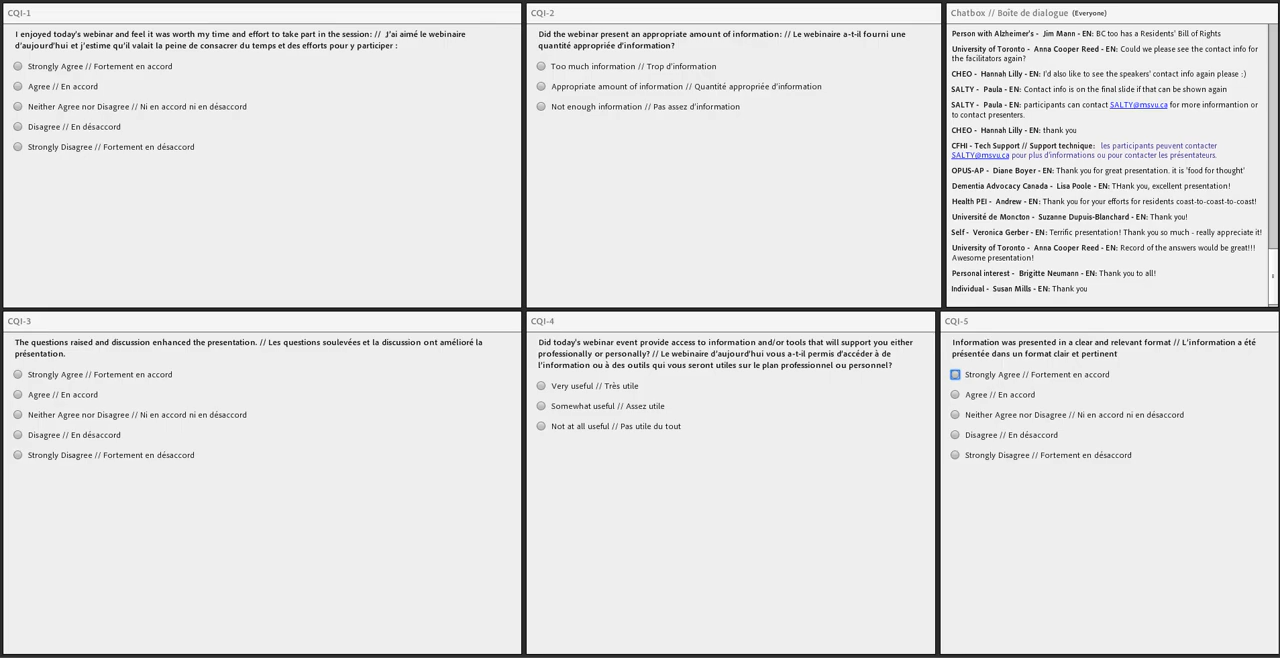 CQI-1
I enjoyed today's webinar and feel it was worth my time and effort to take part in the session: // J'ai aimé le webinaire
d'aujourd'hui et j'estime qu'il valait la peine de consacrer du temps et des efforts pour y participer :
Strongly Agree // Fortement en accord
Agree // En accord
Neither Agree nor Disagree // Ni en accord ni en désaccord
Disagree // En désaccord
Strongly Disagree // Fortement en désaccord
CQI-2
Did the webinar present an appropriate amount of information: // Le webinaire a-t-il fourni une
quantité appropriée d'information?
Too much information // Trop d'information
Appropriate amount of information // Quantité appropriée d'information
Not enough information // Pas assez d'information
Chatbox // Boîte de dialogue (Everyone)
Person with Alzheimer's - Jim Mann - EN: BC too has a Residents' Bill of Rights
University of Toronto - Anna Cooper Reed - EN: Could we please see the contact info for
the facilitators again?
CHEO - Hannah Lilly - EN: I'd also like to see the speakers' contact info again please :)
SALTY - Paula - EN: Contact info is on the final slide if that can be shown again
SALTY - Paula - EN: participants can contact SALTY@msvu.ca for more informantion or
to contact presenters.
CHEO - Hannah Lilly - EN: thank you
CFHI - Tech Support // Support technique: les participants peuvent contacter
SALTY@msvu.ca pour plus d'informations ou pour contacter les présentateurs.
OPUS-AP - Diane Boyer - EN: Thank you for great presentation. it is 'food for thought'
Dementia Advocacy Canada - Lisa Poole - EN: THank you, excellent presentation!
Health PEI - Andrew - EN: Thank you for your efforts for residents coast-to-coast-to-coast!
Université de Moncton - Suzanne Dupuis-Blanchard - EN: Thank you!
Self - Veronica Gerber - EN: Terrific presentation! Thank you so much - really appreciate it!
University of Toronto - Anna Cooper Reed - EN: Record of the answers would be great!!!
Awesome presentation!
Personal interest - Brigitte Neumann - EN: Thank you to all!
Individual - Susan Mills - EN: Thank you
CQI-3
The questions raised and discussion enhanced the presentation. // Les questions soulevées et la discussion ont amélioré la
présentation.
Strongly Agree // Fortement en accord
Agree // En accord
Neither Agree nor Disagree // Ni en accord ni en désaccord
Disagree // En désaccord
Strongly Disagree // Fortement en désaccord
CQI-4
Did today's webinar event provide access to information and/or tools that will support you either
professionally or personally? // Le webinaire d'aujourd'hui vous a-t-il permis d'accéder à de
l'information ou à des outils qui vous seront utiles sur le plan professionnel ou personnel?
Very useful // Très utile
Somewhat useful // Assez utile
Not at all useful // Pas utile du tout
CQI-5
Information was presented in a clear and relevant format // L'information a été
présentée dans un format clair et pertinent
Strongly Agree // Fortement en accord
Agree // En accord
Neither Agree nor Disagree // Ni en accord ni en désaccord
Disagree // En désaccord
Strongly Disagree // Fortement en désaccord